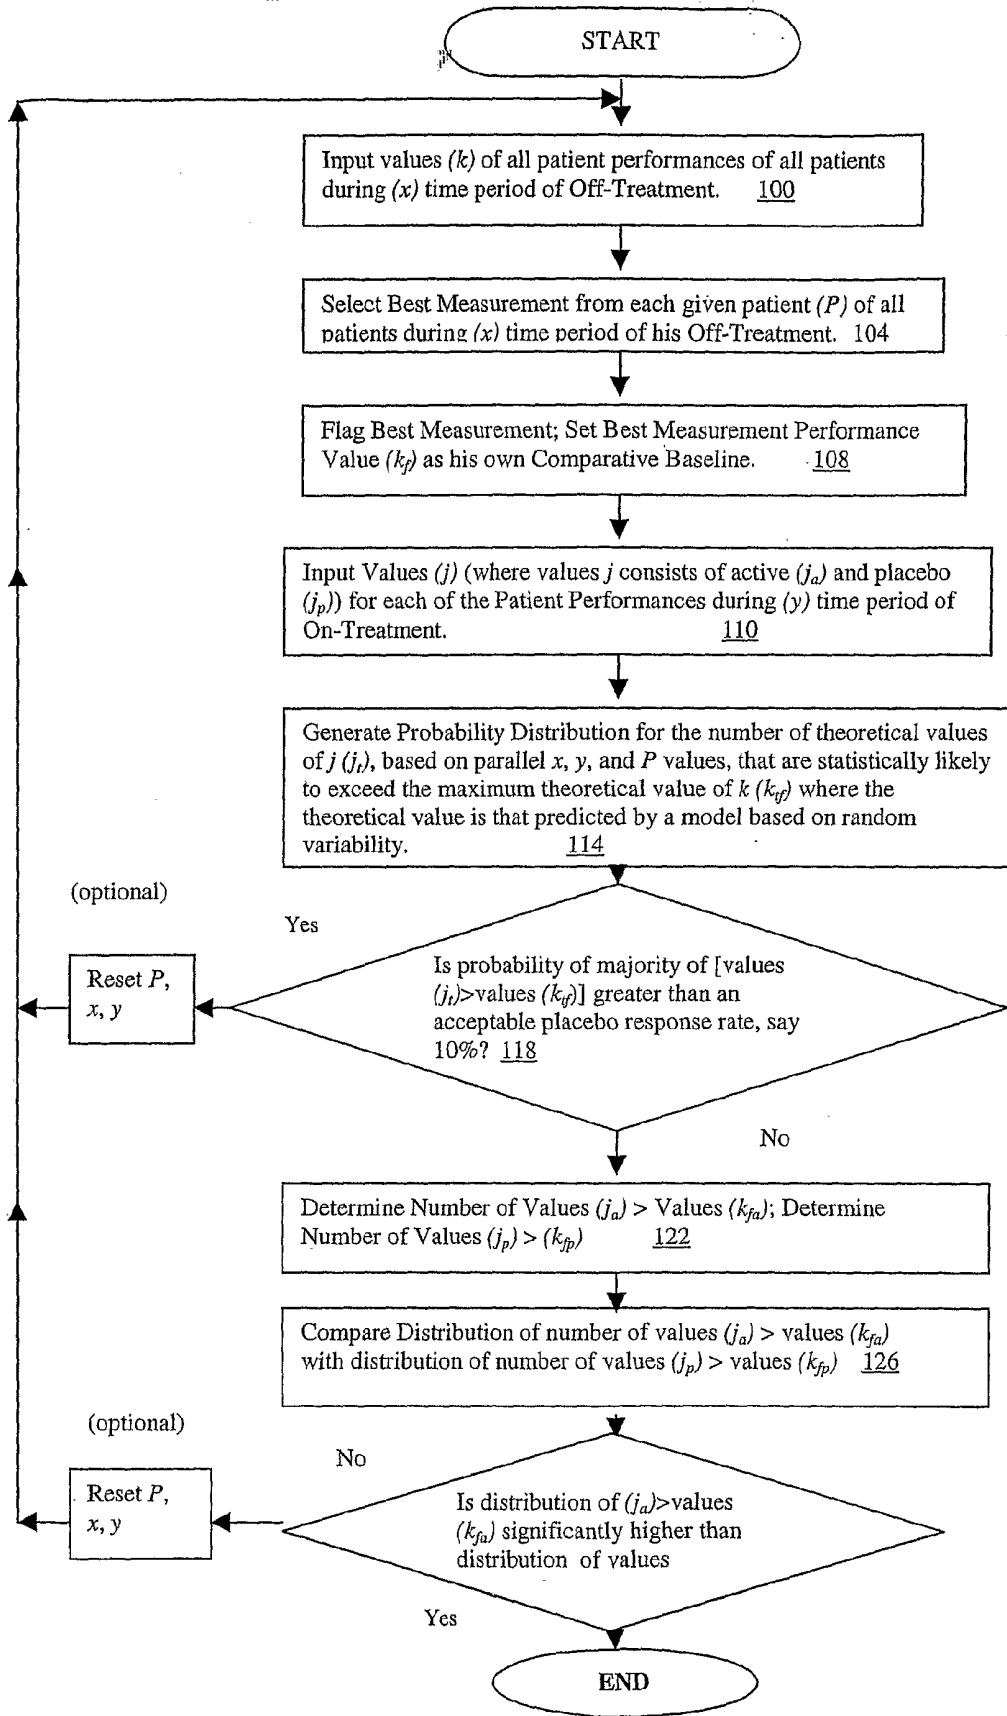 START
Input values (k) of all patient performances of all patients
during (x) time period of Off-Treatment. 100
Select Best Measurement from each given patient (P) of all
patients during (x) time period of his Off-Treatment. 104
Flag Best Measurement; Set Best Measurement Performance
Value (kf) as his own Comparative Baseline. 108
Input Values (j) (where values j consists of active (ja) and placebo
(jp)) for each of the Patient Performances during (y) time period of
On-Treatment. 110
Generate Probability Distribution for the number of theoretical values
of j (jt), based on parallel x, y, and P values, that are statistically likely
to exceed the maximum theoretical value of k (ktf) where the
theoretical value is that predicted by a model based on random
variability. 114
(optional)
Yes
Reset P,
x, y
Is probability of majority of [values
(jt)>values (ktf)] greater than an
acceptable placebo response rate, say
10%? 118
No
Determine Number of Values (ja) > Values (kfa); Determine
Number of Values (jp) > (kfp) 122
Compare Distribution of number of values (ja) > values (kfa)
with distribution of number of values (jp) > values (kfp) 126
(optional)
No
Reset P,
x, y
Is distribution of (ja)>values
(kfa) significantly higher than
distribution of values
Yes
END